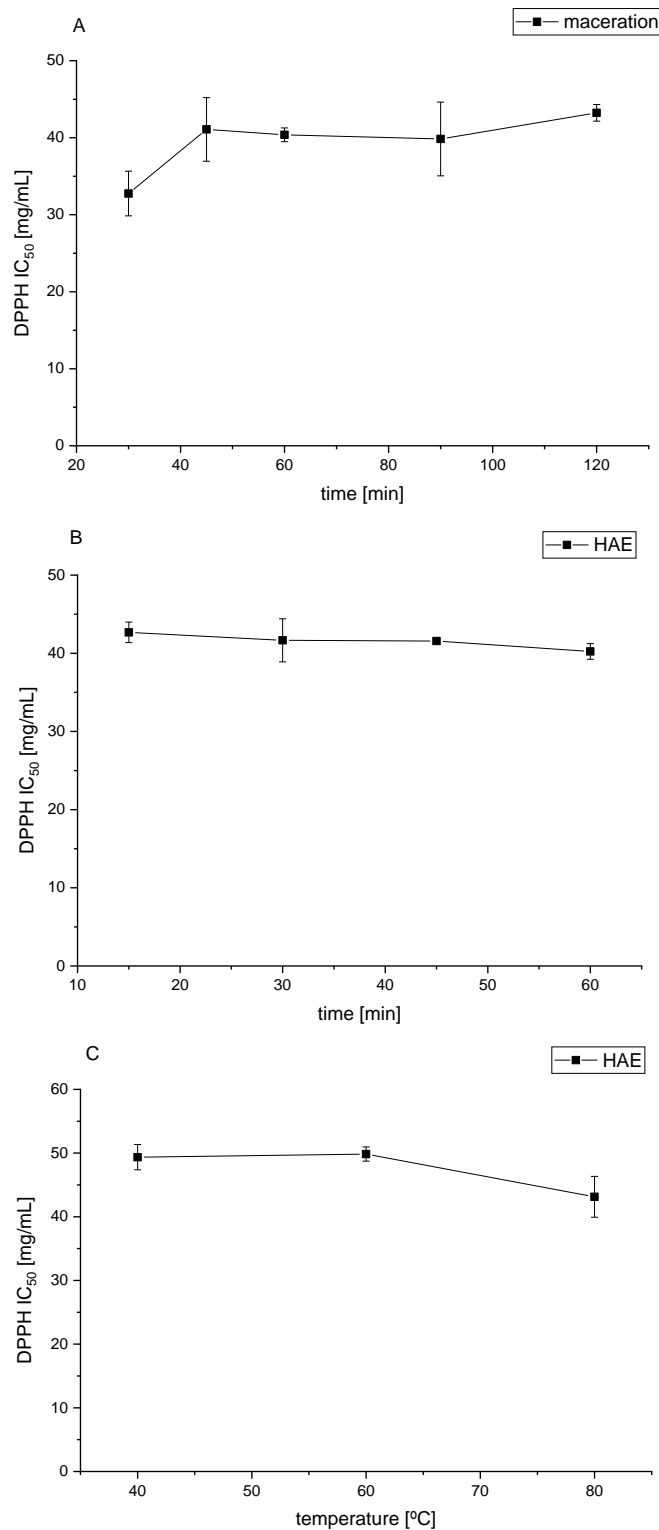 A
maceration
50
40
30
20
10
0
DPPH IC50 [mg/mL]
20 40 60 80 100 120
time [min]
B
HAE
50
40
30
20
10
0
DPPH IC50 [mg/mL]
10 20 30 40 50 60
time [min]
C
HAE
60
50
40
30
20
10
0
DPPH IC50 [mg/mL]
40 50 60 70 80
temperature [ºC]